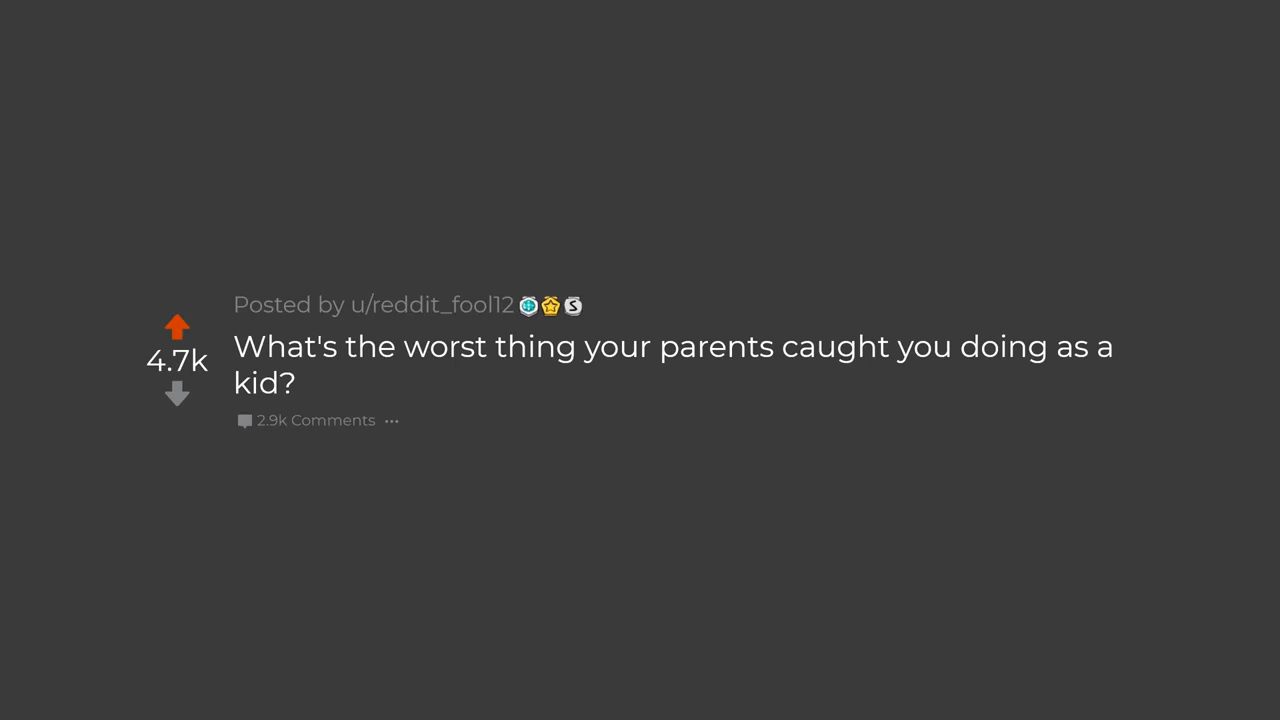 Posted by u/reddit_fool12
4.7k
What's the worst thing your parents caught you doing as a
kid?
2.9k Comments